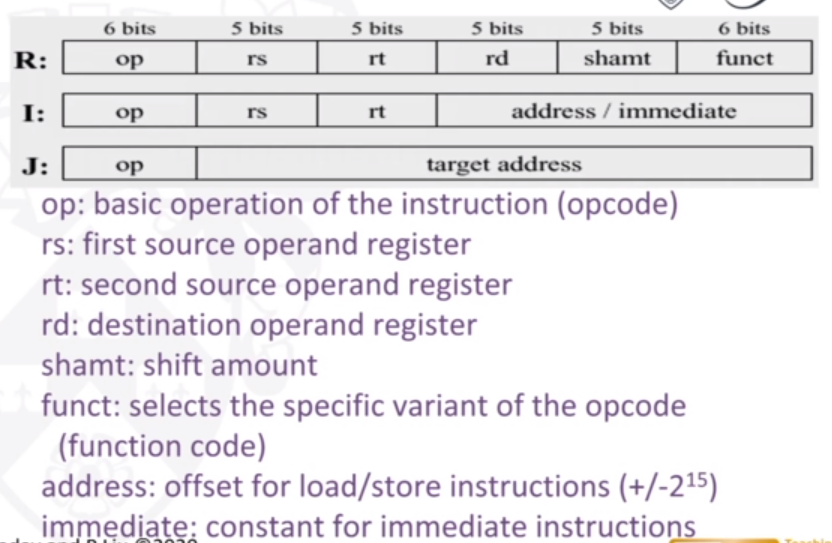 6 bits 5 bits 5 bits 5 bits 5 bits 6 bits
R: op rs rt rd shamt funct
I: op rs rt address / immediate
J: op target address
op: basic operation of the instruction (opcode)
rs: first source operand register
rt: second source operand register
rd: destination operand register
shamt: shift amount
funct: selects the specific variant of the opcode
(function code)
address: offset for load/store instructions (+/-2¹⁵)
immediate: constant for immediate instructions